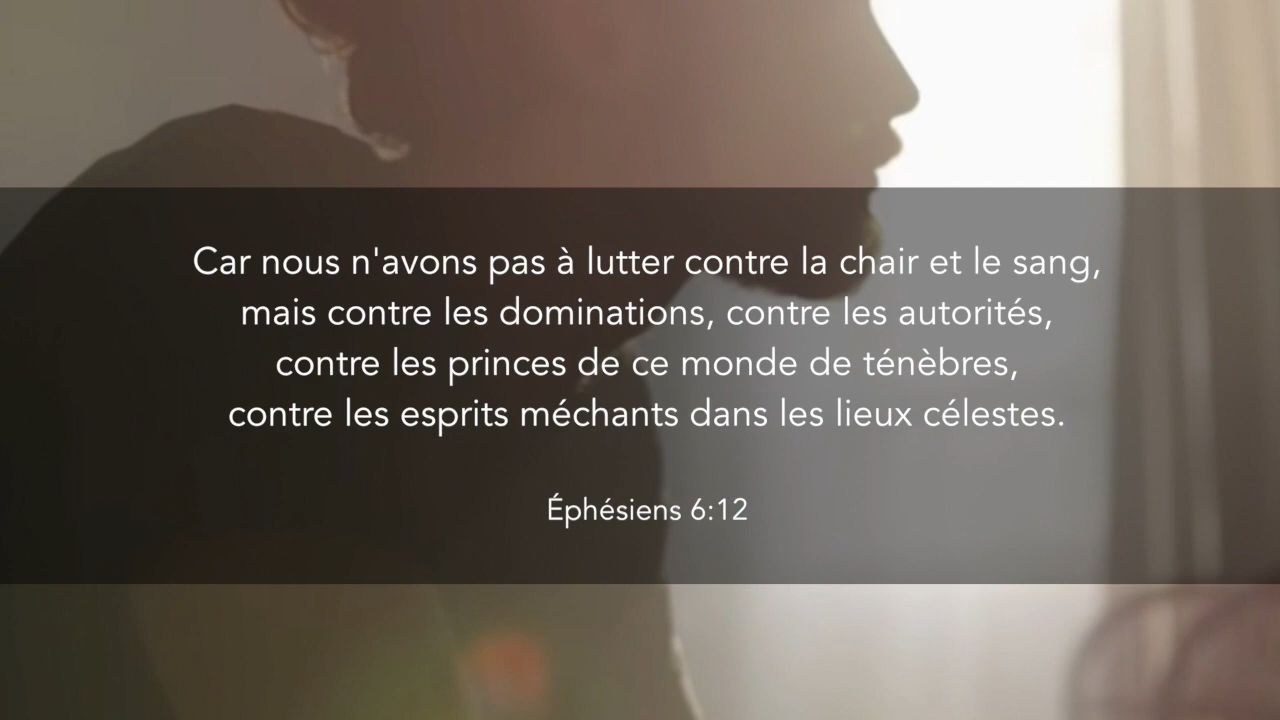 Car nous n'avons pas à lutter contre la chair et le sang,
mais contre les dominations, contre les autorités,
contre les princes de ce monde de ténèbres,
contre les esprits méchants dans les lieux célestes.
Éphésiens 6:12